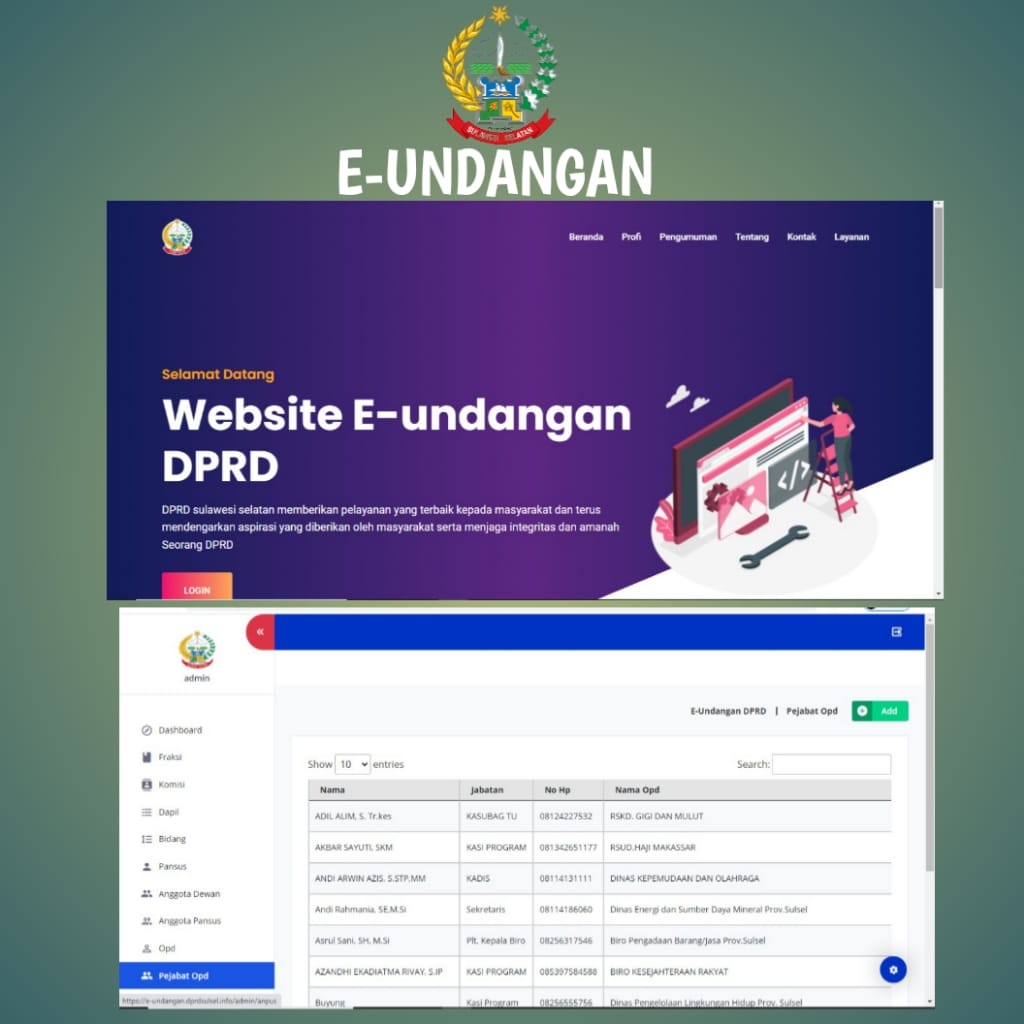 SULAWESI SELATAN
E-UNDANGAN
Beranda Profi Pengumuman Tentang Kontak Layanan
Selamat Datang
Website E-undangan
DPRD
DPRD sulawesi selatan memberikan pelayanan yang terbaik kepada masyarakat dan terus
mendengarkan aspirasi yang diberikan oleh masyarakat serta menjaga integritas dan amanah
Seorang DPRD
</>
LOGIN
«
admin
E-Undangan DPRD | Pejabat Opd Add
Dashboard
Fraksi
Komisi
Dapil
Bidang
Pansus
Anggota Dewan
Anggota Pansus
Opd
Pejabat Opd
https://e-undangan.dprdsulsel.info/admin/anpus
Show 10 entries Search:
Nama Jabatan No Hp Nama Opd
ADIL ALIM, S. Tr.kes KASUBAG TU 08124227532 RSKD. GIGI DAN MULUT
AKBAR SAYUTI, SKM KASI PROGRAM 081342651177 RSUD.HAJI MAKASSAR
ANDI ARWIN AZIS. S.STP.MM KADIS 08114131111 DINAS KEPEMUDAAN DAN OLAHRAGA
Andi Rahmania, SE,M.Si Sekretaris 08114186060 Dinas Energi dan Sumber Daya Mineral Prov.Sulsel
Asrul Sani, SH, M.Si Plt. Kepala Biro 08256317546 Biro Pengadaan Barang/Jasa Prov.Sulsel
AZANDHI EKADIATMA RIVAY. S.IP KASI PROGRAM 085397584588 BIRO KESEJAHTERAAN RAKYAT
Buyung Kasi Program 08256555756 Dinas Pengelolaan Lingkungan Hidup Prov. Sulsel